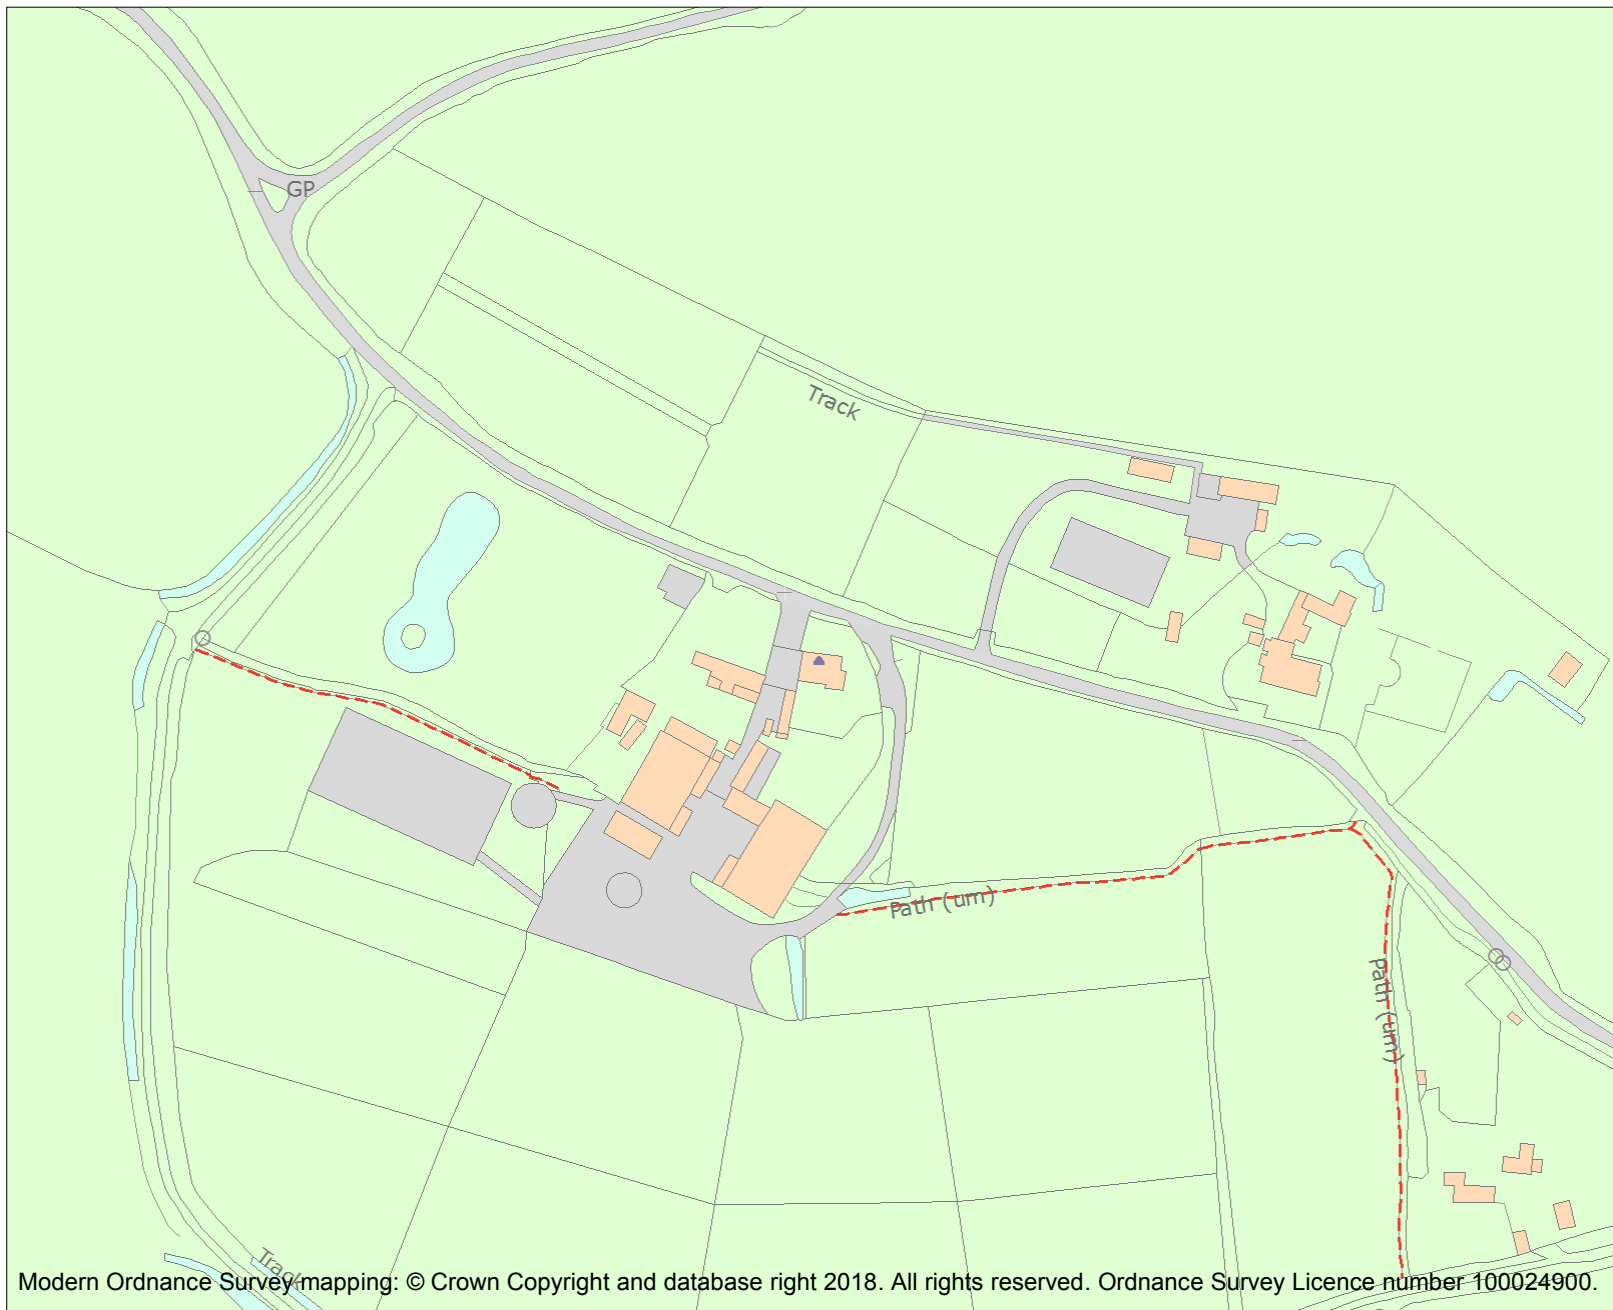 GP
Track
Path (um)
Path (um)
Track
Modern Ordnance Survey mapping: © Crown Copyright and database right 2018. All rights reserved. Ordnance Survey Licence number 100024900.